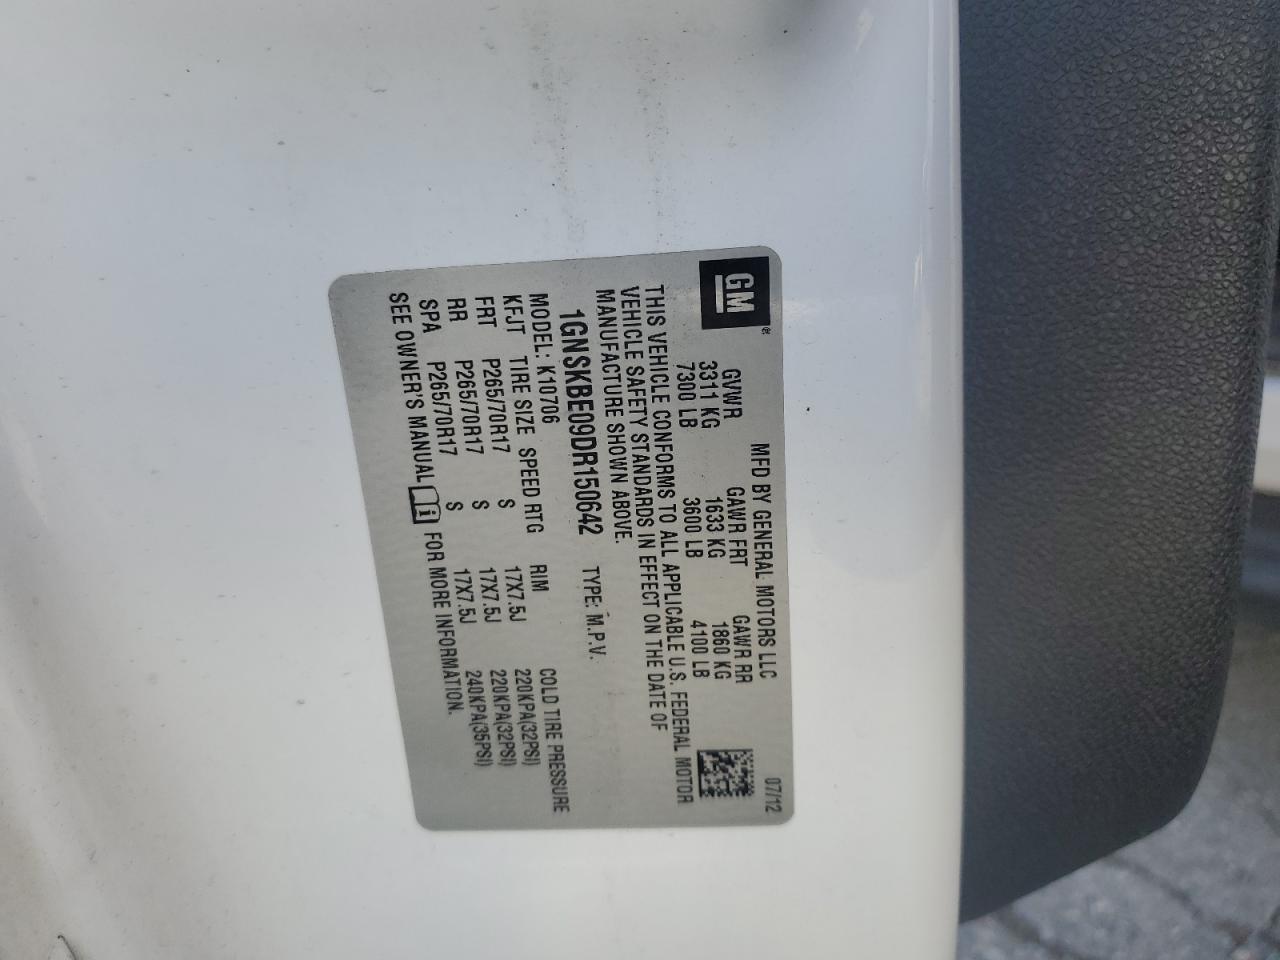 GM®
MFD BY GENERAL MOTORS LLC 07/12
GVWR GAWR FRT GAWR RR
3311 KG 1633 KG 1860 KG
7300 LB 3600 LB 4100 LB
THIS VEHICLE CONFORMS TO ALL APPLICABLE U.S. FEDERAL MOTOR
VEHICLE SAFETY STANDARDS IN EFFECT ON THE DATE OF
MANUFACTURE SHOWN ABOVE.
1GNSKBE09DR150642 TYPE: M.P.V.
MODEL: K10706
KFJT TIRE SIZE SPEED RTG RIM COLD TIRE PRESSURE
FRT P265/70R17 S 17X7.5J 220KPA(32PSI)
RR P265/70R17 S 17X7.5J 220KPA(32PSI)
SPA P265/70R17 S 17X7.5J 240KPA(35PSI)
SEE OWNER'S MANUAL i FOR MORE INFORMATION.